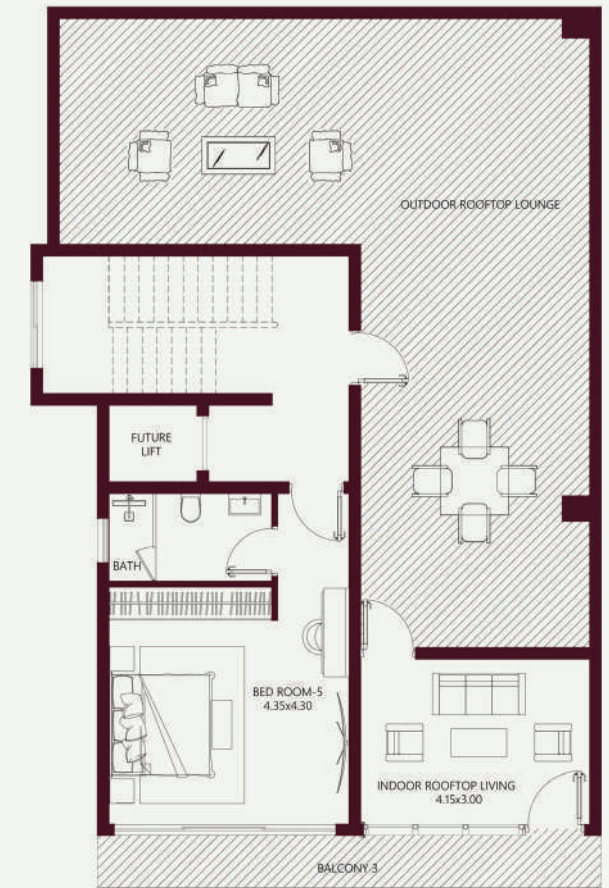 OUTDOOR ROOFTOP LOUNGE
FUTURE
LIFT
BATH
BED ROOM-5
4.35x4.30
INDOOR ROOFTOP LIVING
4.15x3.00
BALCONY 3